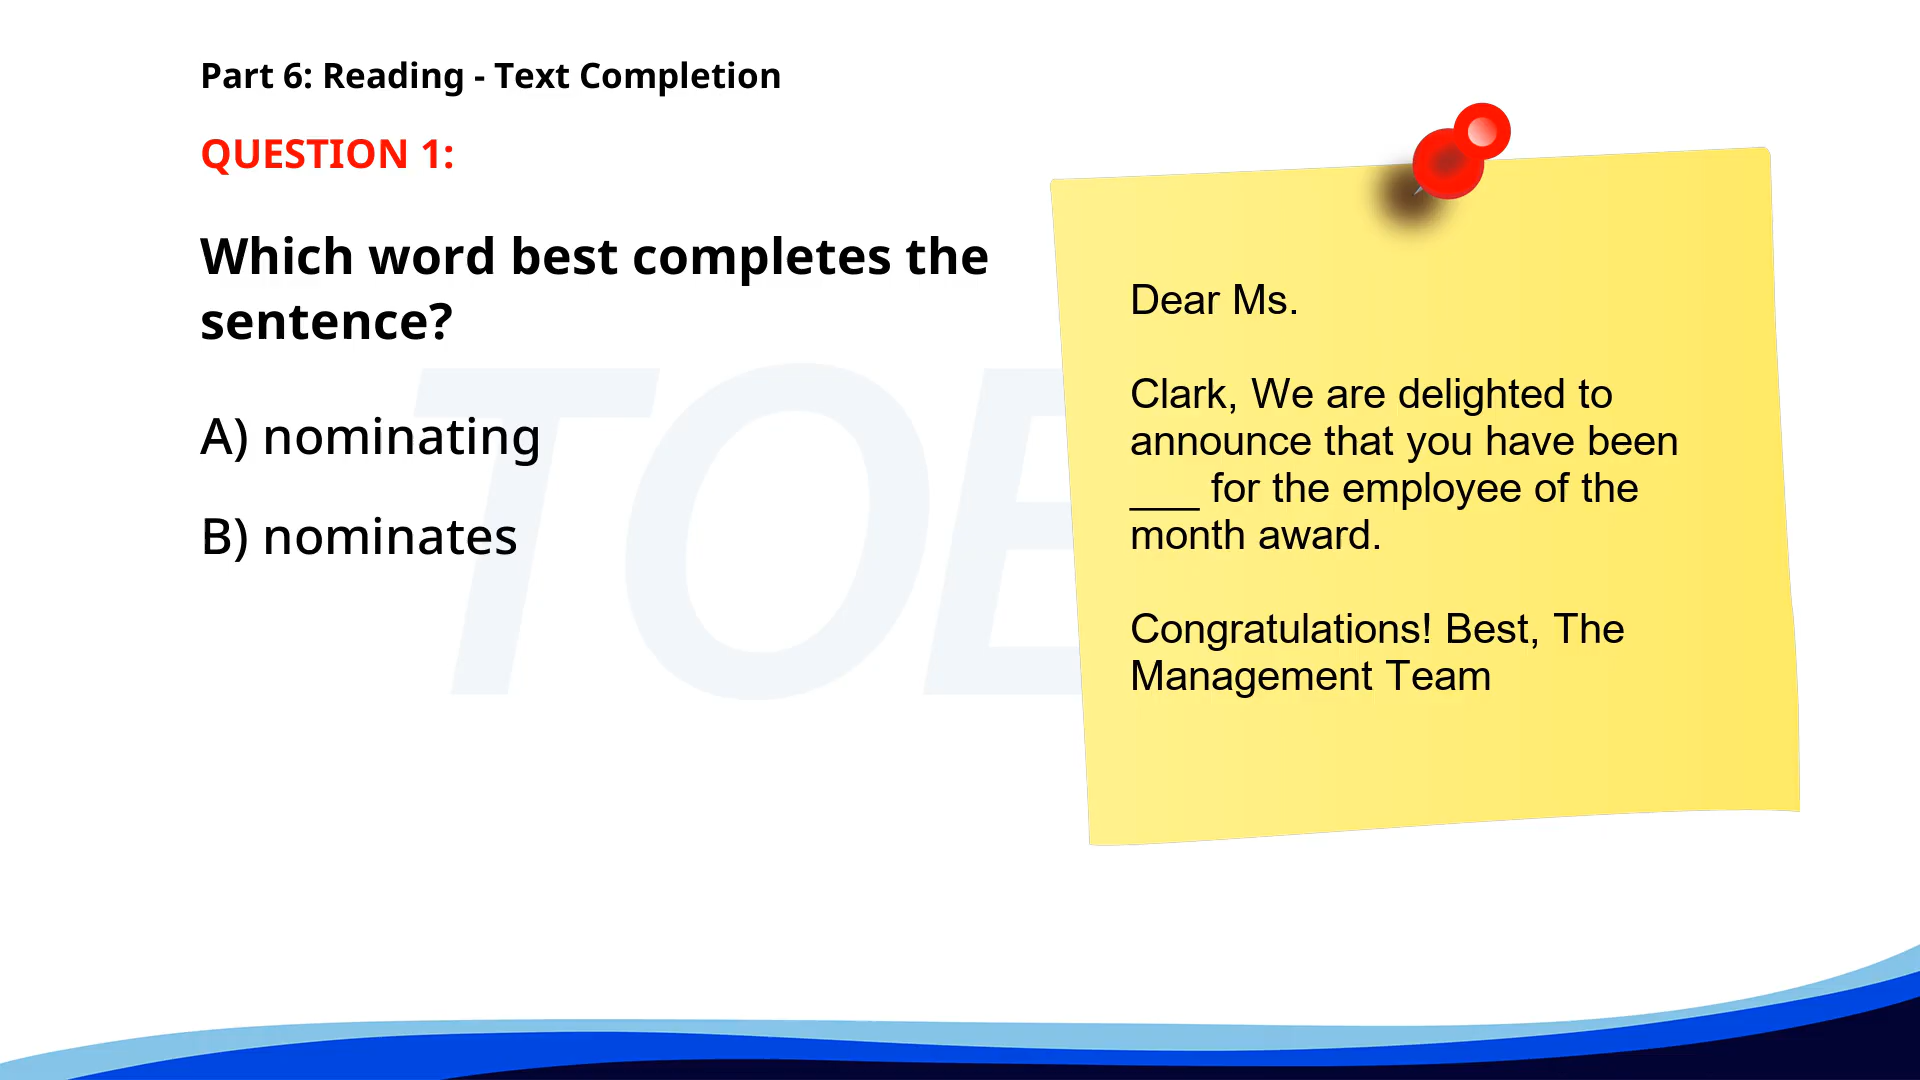 Part 6: Reading - Text Completion
QUESTION 1:
Which word best completes the
sentence?
A) nominating
B) nominates
Dear Ms.
Clark, We are delighted to
announce that you have been
___ for the employee of the
month award.
Congratulations! Best, The
Management Team
TOE